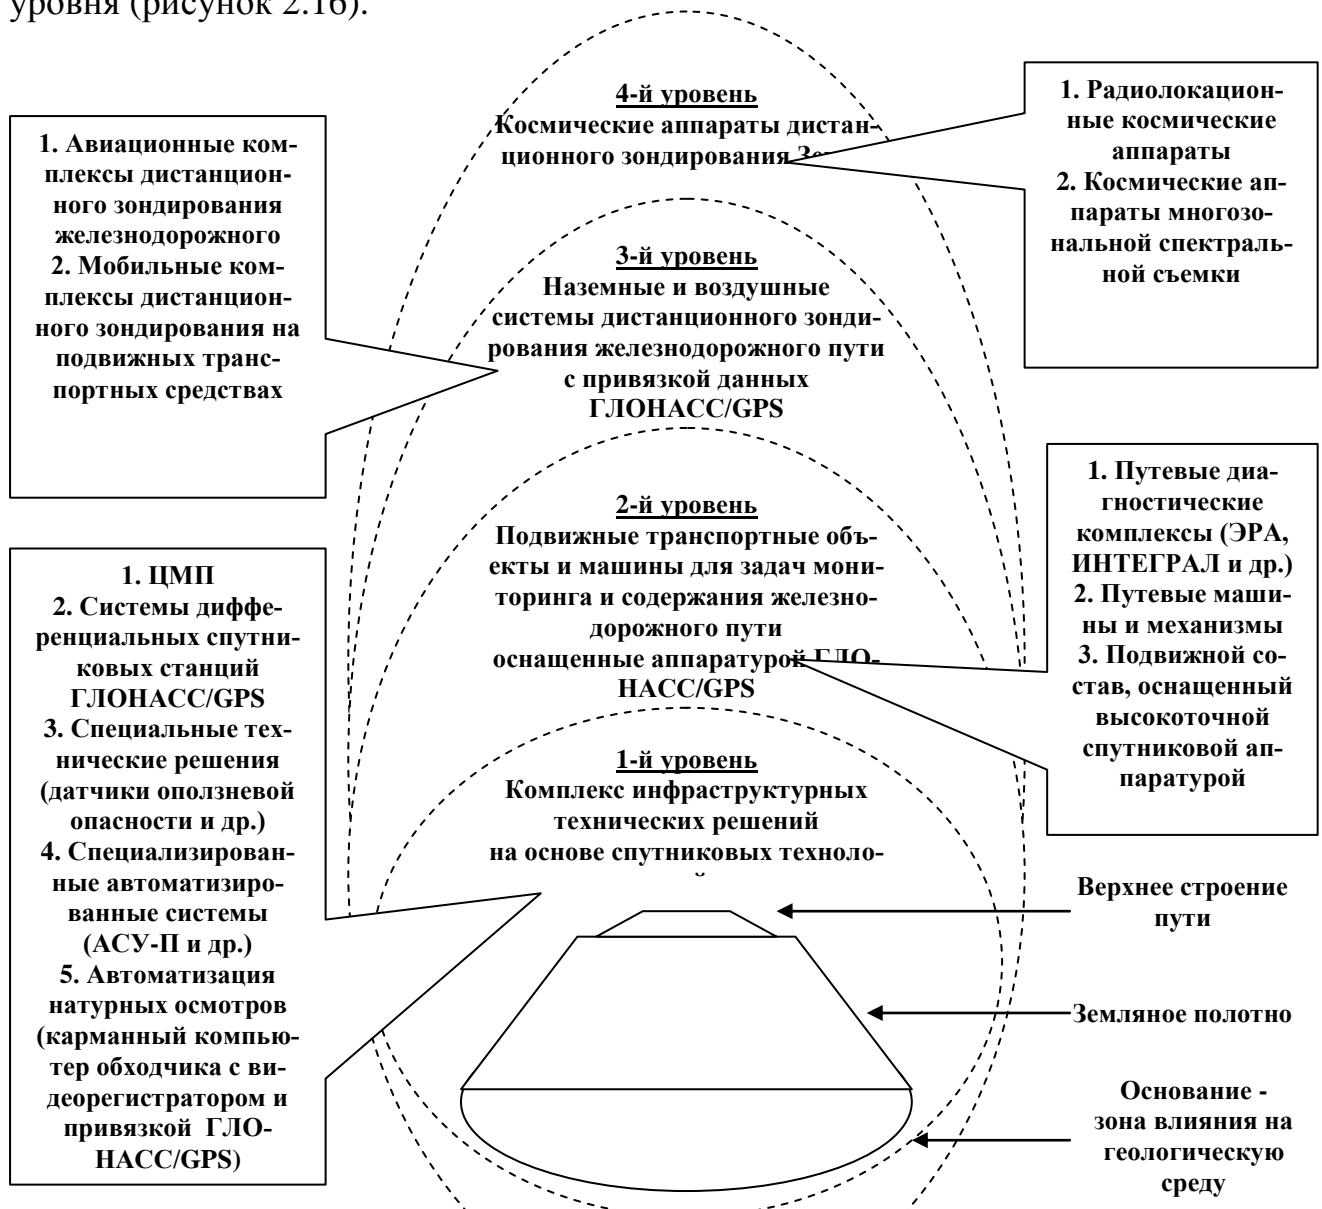 уровня (рисунок 2.16).
4-й уровень
Космические аппараты дистан-
ционного зондирования
1. Радиолокацион-
ные космические
аппараты
2. Космические ап-
параты многозо-
нальной спектраль-
ной съемки
1. Авиационные ком-
плексы дистанцион-
ного зондирования
железнодорожного
2. Мобильные ком-
плексы дистанцион-
ного зондирования на
подвижных транс-
портных средствах
3-й уровень
Наземные и воздушные
системы дистанционного зонди-
рования железнодорожного пути
с привязкой данных
ГЛОНАСС/GPS
2-й уровень
Подвижные транспортные объ-
екты и машины для задач мони-
торинга и содержания железно-
дорожного пути
оснащенные аппаратурой ГЛО-
НАСС/GPS
1. Путевые диа-
гностические
комплексы (ЭРА,
ИНТЕГРАЛ и др.)
2. Путевые маши-
ны и механизмы
3. Подвижной со-
став, оснащенный
высокоточной
спутниковой ап-
паратурой
1. ЦМП
2. Системы диффе-
ренциальных спутни-
ковых станций
ГЛОНАСС/GPS
3. Специальные тех-
нические решения
(датчики оползневой
опасности и др.)
4. Специализирован-
ные автоматизиро-
ванные системы
(АСУ-П и др.)
5. Автоматизация
натурных осмотров
(карманный компью-
тер обходчика с ви-
деорегистратором и
привязкой ГЛО-
НАСС/GPS)
1-й уровень
Комплекс инфраструктурных
технических решений
на основе спутниковых техноло-
Верхнее строение
пути
Земляное полотно
Основание -
зона влияния на
геологическую
среду